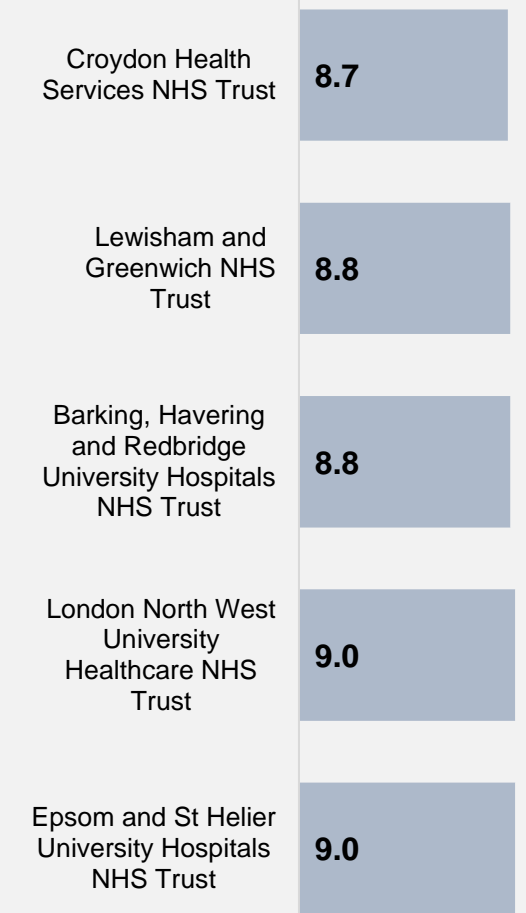 Croydon Health
Services NHS Trust
8.7
Lewisham and
Greenwich NHS
Trust
8.8
Barking, Havering
and Redbridge
University Hospitals
NHS Trust
8.8
London North West
University
Healthcare NHS
Trust
9.0
Epsom and St Helier
University Hospitals
NHS Trust
9.0